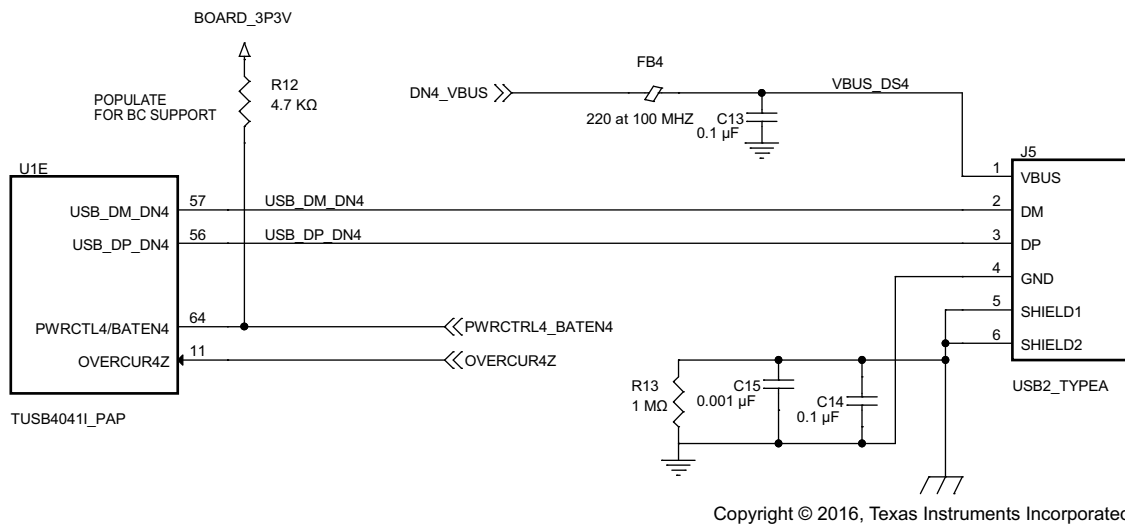 BOARD_3P3V
R12
4.7 KΩ
POPULATE
FOR BC SUPPORT
FB4
DN4_VBUS
220 at 100 MHZ
VBUS_DS4
C13
0.1 µF
J5
U1E
1
VBUS
57
USB_DM_DN4
USB_DM_DN4
2
DM
56
USB_DP_DN4
USB_DP_DN4
3
DP
4
GND
5
SHIELD1
6
SHIELD2
PWRCTL4/BATEN4
64
PWRCTRL4_BATEN4
OVERCUR4Z
11
OVERCUR4Z
R13
1 MΩ
C15
0.001 µF
C14
0.1 µF
USB2_TYPEA
TUSB4041I_PAP
Copyright © 2016, Texas Instruments Incorporated